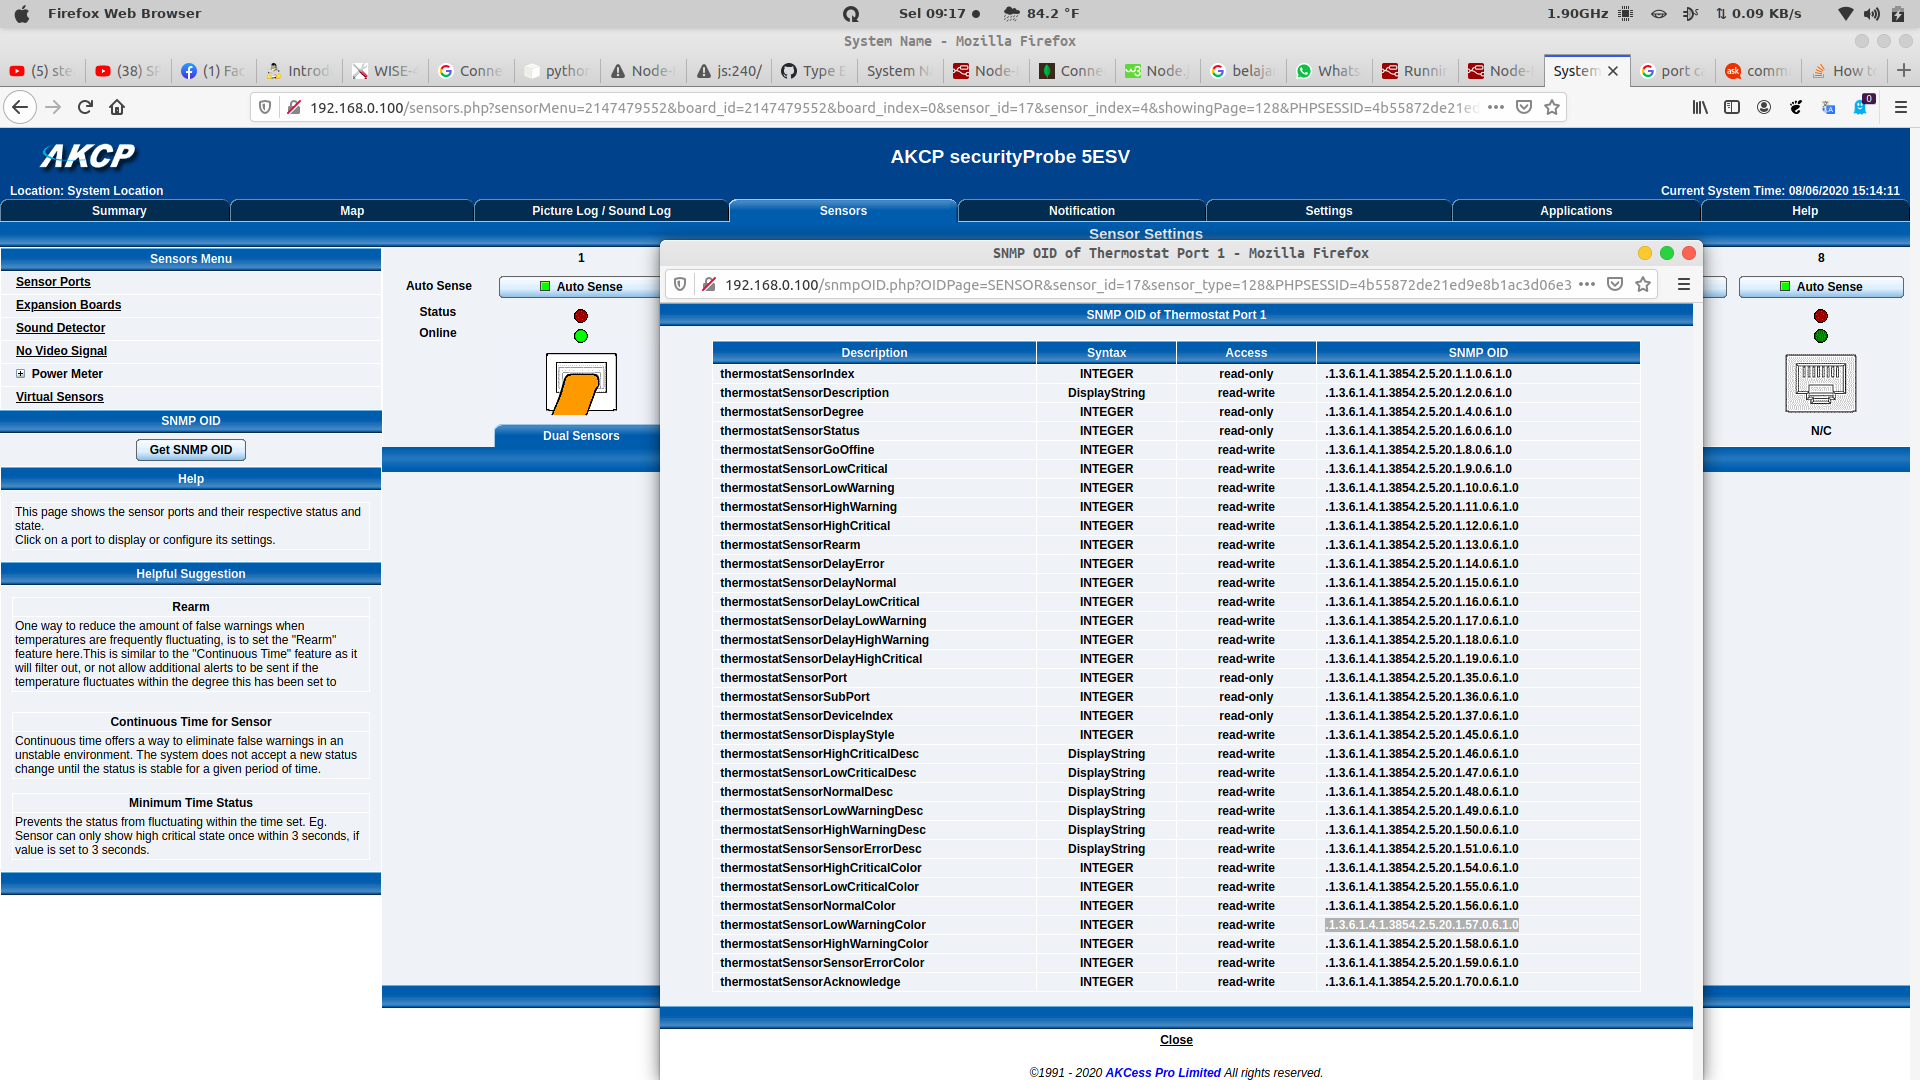 Firefox Web Browser
Sel 09:17
84.2 °F
1.90GHz
0.09 KB/s
System Name - Mozilla Firefox
(5) ste
(38) SP
(1) Fac
Introd
WISE-4
Conne
python
Node-
js:240/
Type E
System N
Node-
Conne
Node.j
belaja
Whats
Runnin
Node-
System
port ca
comm
How t
192.168.0.100/sensors.php?sensorMenu=2147479552&board_id=2147479552&board_index=0&sensor_id=17&sensor_index=4&showingPage=128&PHPSESSID=4b55872de21ed
0
AKCP
AKCP securityProbe 5ESV
Location: System Location
Current System Time: 08/06/2020 15:14:11
Summary
Map
Picture Log / Sound Log
Sensors
Notification
Settings
Applications
Help
Sensor Settings
Sensors Menu
Sensor Ports
Expansion Boards
Sound Detector
No Video Signal
Power Meter
Virtual Sensors
SNMP OID
Get SNMP OID
Help
This page shows the sensor ports and their respective status and
state.
Click on a port to display or configure its settings.
Helpful Suggestion
Rearm
One way to reduce the amount of false warnings when
temperatures are frequently fluctuating, is to set the "Rearm"
feature here.This is similar to the "Continuous Time" feature as it
will filter out, or not allow additional alerts to be sent if the
temperature fluctuates within the degree this has been set to
Continuous Time for Sensor
Continuous time offers a way to eliminate false warnings in an
unstable environment. The system does not accept a new status
change until the status is stable for a given period of time.
Minimum Time Status
Prevents the status from fluctuating within the time set. Eg.
Sensor can only show high critical state once within 3 seconds, if
value is set to 3 seconds.
1
Auto Sense
Auto Sense
Status
Online
Dual Sensors
8
Auto Sense
N/C
SNMP OID of Thermostat Port 1 - Mozilla Firefox
192.168.0.100/snmpOID.php?OIDPage=SENSOR&sensor_id=17&sensor_type=128&PHPSESSID=4b55872de21ed9e8b1ac3d06e3
SNMP OID of Thermostat Port 1
Description Syntax Access SNMP OID
thermostatSensorIndex INTEGER read-only .1.3.6.1.4.1.3854.2.5.20.1.1.0.6.1.0
thermostatSensorDescription DisplayString read-write .1.3.6.1.4.1.3854.2.5.20.1.2.0.6.1.0
thermostatSensorDegree INTEGER read-only .1.3.6.1.4.1.3854.2.5.20.1.4.0.6.1.0
thermostatSensorStatus INTEGER read-only .1.3.6.1.4.1.3854.2.5.20.1.6.0.6.1.0
thermostatSensorGoOffine INTEGER read-write .1.3.6.1.4.1.3854.2.5.20.1.8.0.6.1.0
thermostatSensorLowCritical INTEGER read-write .1.3.6.1.4.1.3854.2.5.20.1.9.0.6.1.0
thermostatSensorLowWarning INTEGER read-write .1.3.6.1.4.1.3854.2.5.20.1.10.0.6.1.0
thermostatSensorHighWarning INTEGER read-write .1.3.6.1.4.1.3854.2.5.20.1.11.0.6.1.0
thermostatSensorHighCritical INTEGER read-write .1.3.6.1.4.1.3854.2.5.20.1.12.0.6.1.0
thermostatSensorRearm INTEGER read-write .1.3.6.1.4.1.3854.2.5.20.1.13.0.6.1.0
thermostatSensorDelayError INTEGER read-write .1.3.6.1.4.1.3854.2.5.20.1.14.0.6.1.0
thermostatSensorDelayNormal INTEGER read-write .1.3.6.1.4.1.3854.2.5.20.1.15.0.6.1.0
thermostatSensorDelayLowCritical INTEGER read-write .1.3.6.1.4.1.3854.2.5.20.1.16.0.6.1.0
thermostatSensorDelayLowWarning INTEGER read-write .1.3.6.1.4.1.3854.2.5.20.1.17.0.6.1.0
thermostatSensorDelayHighWarning INTEGER read-write .1.3.6.1.4.1.3854.2.5.20.1.18.0.6.1.0
thermostatSensorDelayHighCritical INTEGER read-write .1.3.6.1.4.1.3854.2.5.20.1.19.0.6.1.0
thermostatSensorPort INTEGER read-only .1.3.6.1.4.1.3854.2.5.20.1.35.0.6.1.0
thermostatSensorSubPort INTEGER read-only .1.3.6.1.4.1.3854.2.5.20.1.36.0.6.1.0
thermostatSensorDeviceIndex INTEGER read-only .1.3.6.1.4.1.3854.2.5.20.1.37.0.6.1.0
thermostatSensorDisplayStyle INTEGER read-write .1.3.6.1.4.1.3854.2.5.20.1.45.0.6.1.0
thermostatSensorHighCriticalDesc DisplayString read-write .1.3.6.1.4.1.3854.2.5.20.1.46.0.6.1.0
thermostatSensorLowCriticalDesc DisplayString read-write .1.3.6.1.4.1.3854.2.5.20.1.47.0.6.1.0
thermostatSensorNormalDesc DisplayString read-write .1.3.6.1.4.1.3854.2.5.20.1.48.0.6.1.0
thermostatSensorLowWarningDesc DisplayString read-write .1.3.6.1.4.1.3854.2.5.20.1.49.0.6.1.0
thermostatSensorHighWarningDesc DisplayString read-write .1.3.6.1.4.1.3854.2.5.20.1.50.0.6.1.0
thermostatSensorSensorErrorDesc DisplayString read-write .1.3.6.1.4.1.3854.2.5.20.1.51.0.6.1.0
thermostatSensorHighCriticalColor INTEGER read-write .1.3.6.1.4.1.3854.2.5.20.1.54.0.6.1.0
thermostatSensorLowCriticalColor INTEGER read-write .1.3.6.1.4.1.3854.2.5.20.1.55.0.6.1.0
thermostatSensorNormalColor INTEGER read-write .1.3.6.1.4.1.3854.2.5.20.1.56.0.6.1.0
thermostatSensorLowWarningColor INTEGER read-write .1.3.6.1.4.1.3854.2.5.20.1.57.0.6.1.0
thermostatSensorHighWarningColor INTEGER read-write .1.3.6.1.4.1.3854.2.5.20.1.58.0.6.1.0
thermostatSensorSensorErrorColor INTEGER read-write .1.3.6.1.4.1.3854.2.5.20.1.59.0.6.1.0
thermostatSensorAcknowledge INTEGER read-write .1.3.6.1.4.1.3854.2.5.20.1.70.0.6.1.0
Close
©1991 - 2020 AKCess Pro Limited All rights reserved.